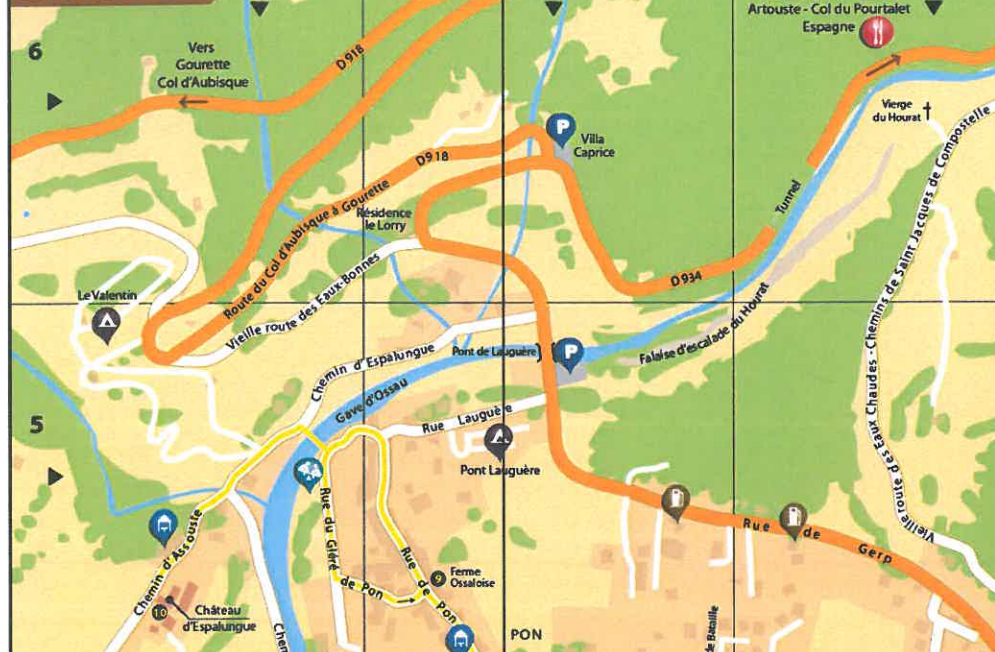 6
Vers
Gourette
Col d'Aubisque
D918
Artouste - Col du Pourtalet
Espagne
P
Villa
Caprice
D918
Route du Col d'Aubisque à Gourette
Résidence
le Lorry
Vierge
du Hourat
Tunnel
D934
Vieille route des Eaux Chaudes - Chemins de Saint Jacques de Compostelle
Le Valentin
Vieille route des Eaux-Bonnes
Chemin d'Espalungue
Pont de Lauguère
P
Falaise d'escalade du Hourat
Gave d'Ossau
5
Rue Lauguère
Pont Lauguère
Rue de Gerp
Chemin d'Assouste
Rue du Gléré
de Pon
Rue de Pon
9
Ferme
Ossaloise
10
Château
d'Espalungue
PON
de Bataille